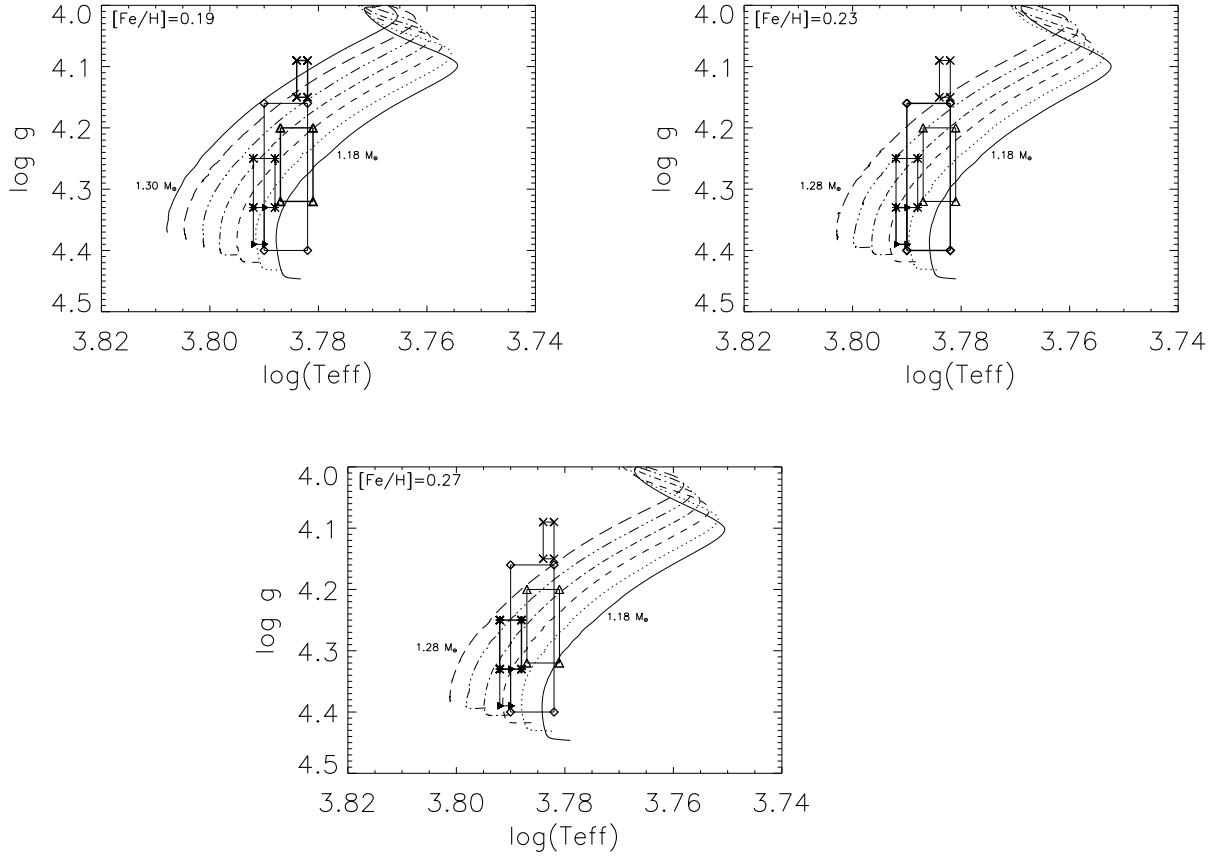 [Fe/H]=0.19
4.0
4.1
4.2
4.3
4.4
4.5
log g
1.30 M⊙
1.18 M⊙
3.82 3.80 3.78 3.76 3.74
log(Teff)
[Fe/H]=0.23
4.0
4.1
4.2
4.3
4.4
4.5
log g
1.28 M⊙
1.18 M⊙
3.82 3.80 3.78 3.76 3.74
log(Teff)
[Fe/H]=0.27
4.0
4.1
4.2
4.3
4.4
4.5
log g
1.28 M⊙
1.18 M⊙
3.82 3.80 3.78 3.76 3.74
log(Teff)